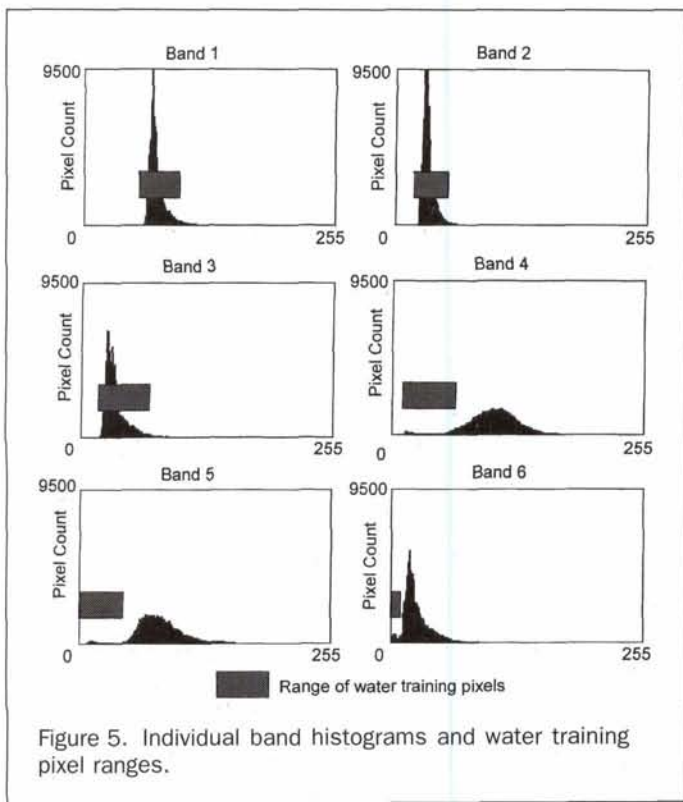 Band 1
9500
Pixel Count
0
255
Band 2
9500
Pixel Count
0
255
Band 3
9500
Pixel Count
0
255
Band 4
9500
Pixel Count
0
255
Band 5
9500
Pixel Count
0
255
Band 6
9500
Pixel Count
0
255
Range of water training pixels
Figure 5. Individual band histograms and water training
pixel ranges.